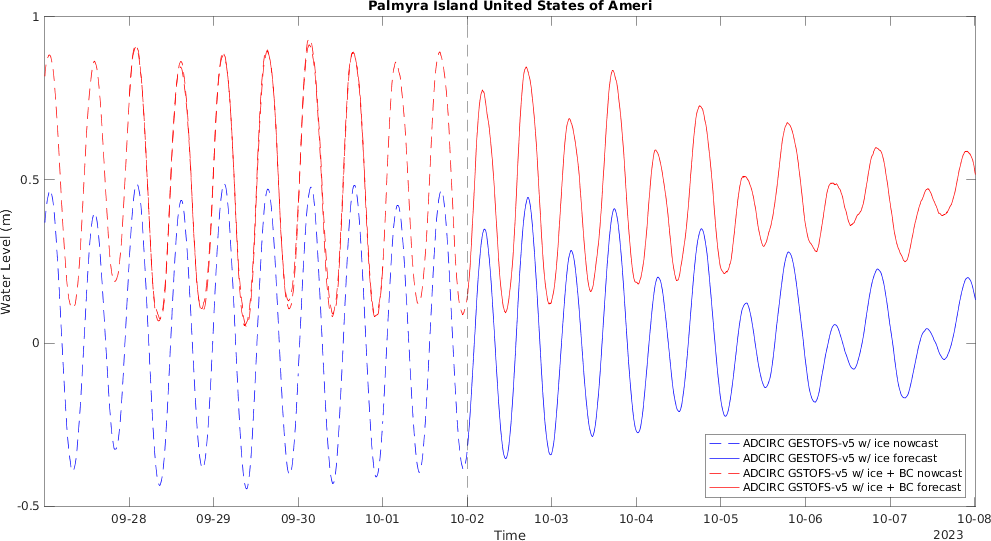 Palmyra Island United States of Ameri
Water Level (m)
1
0.5
0
-0.5
09-28 09-29 09-30 10-01 10-02 10-03 10-04 10-05 10-06 10-07 10-08
Time
2023
ADCIRC GESTOFS-v5 w/ ice nowcast
ADCIRC GESTOFS-v5 w/ ice forecast
ADCIRC GSTOFS-v5 w/ ice + BC nowcast
ADCIRC GSTOFS-v5 w/ ice + BC forecast